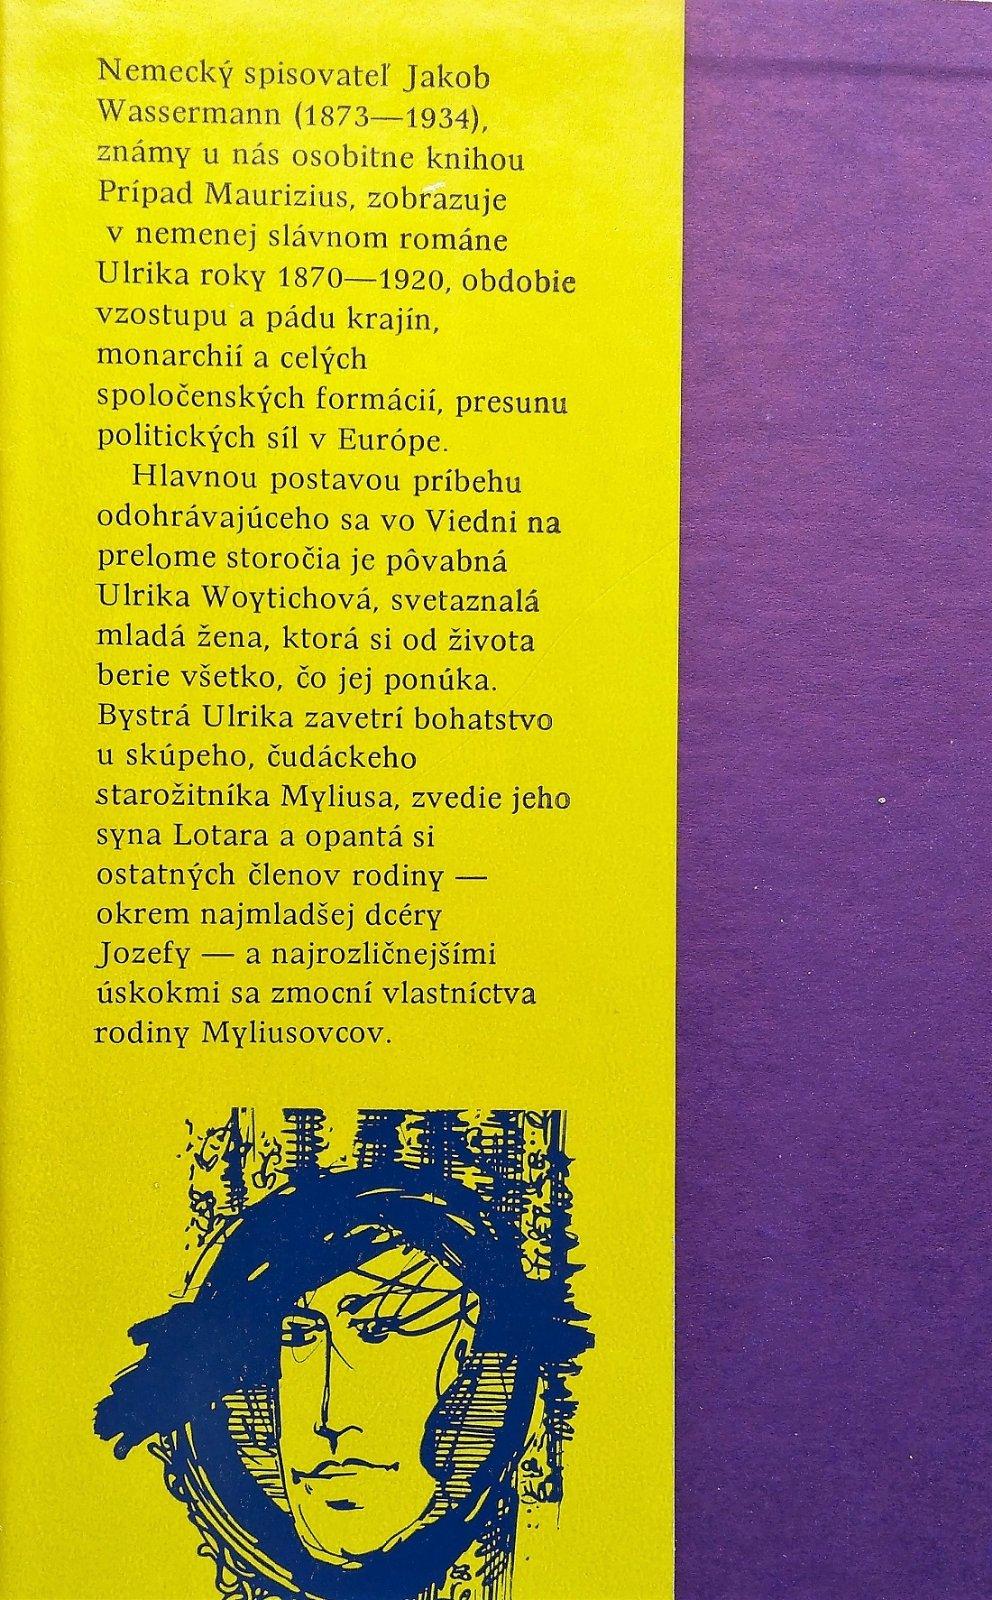 Nemecký spisovateľ Jakob
Wassermann (1873—1934),
známy u nás osobitne knihou
Prípad Maurizius, zobrazuje
v nemenej slávnom románe
Ulrika roky 1870—1920, obdobie
vzostupu a pádu krajín,
monarchií a celých
spoločenských formácií, presunu
politických síl v Európe.
Hlavnou postavou príbehu
odohrávajúceho sa vo Viedni na
prelome storočia je pôvabná
Ulrika Woytichová, svetaznalá
mladá žena, ktorá si od života
berie všetko, čo jej ponúka.
Bystrá Ulrika zavetrí bohatstvo
u skúpeho, čudáckeho
starožitníka Myliusa, zvedie jeho
syna Lotara a opantá si
ostatných členov rodiny —
okrem najmladšej dcéry
Jozefy — a najrozličnejšími
úskokmi sa zmocní vlastníctva
rodiny Myliusovcov.